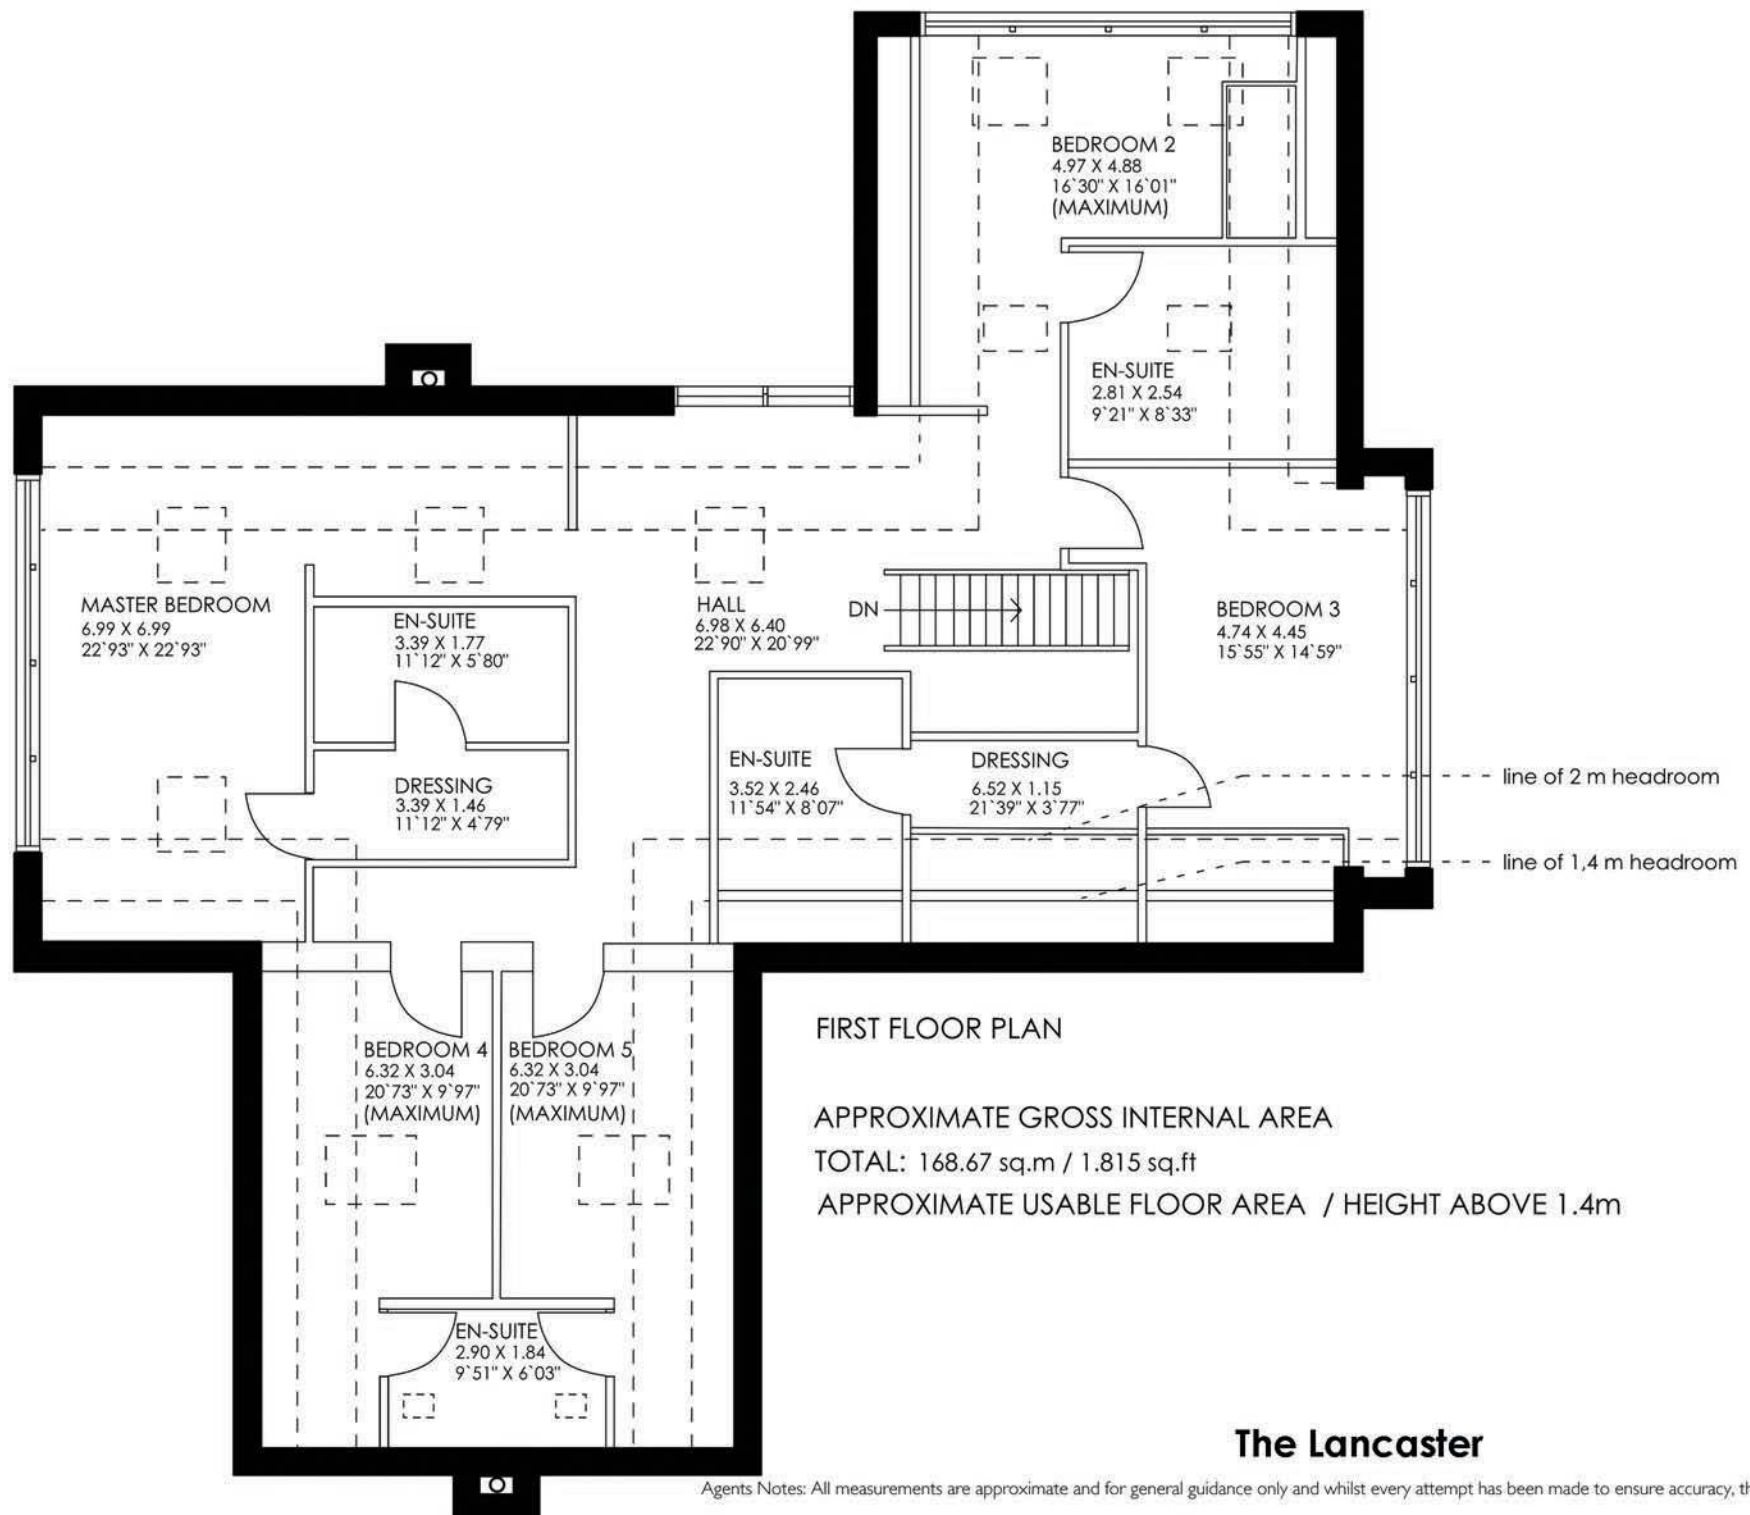 BEDROOM 2
4.97 X 4.88
16`30" X 16`01"
(MAXIMUM)
EN-SUITE
2.81 X 2.54
9`21" X 8`33"
MASTER BEDROOM
6.99 X 6.99
22`93" X 22`93"
EN-SUITE
3.39 X 1.77
11`12" X 5`80"
HALL
6.98 X 6.40
22`90" X 20`99"
DN
BEDROOM 3
4.74 X 4.45
15`55" X 14`59"
DRESSING
3.39 X 1.46
11`12" X 4`79"
EN-SUITE
3.52 X 2.46
11`54" X 8`07"
DRESSING
6.52 X 1.15
21`39" X 3`77"
line of 2 m headroom
line of 1,4 m headroom
BEDROOM 4
6.32 X 3.04
20`73" X 9`97"
(MAXIMUM)
BEDROOM 5
6.32 X 3.04
20`73" X 9`97"
(MAXIMUM)
EN-SUITE
2.90 X 1.84
9`51" X 6`03"
FIRST FLOOR PLAN
APPROXIMATE GROSS INTERNAL AREA
TOTAL: 168.67 sq.m / 1.815 sq.ft
APPROXIMATE USABLE FLOOR AREA / HEIGHT ABOVE 1.4m
The Lancaster
Agents Notes: All measurements are approximate and for general guidance only and whilst every attempt has been made to ensure accuracy,